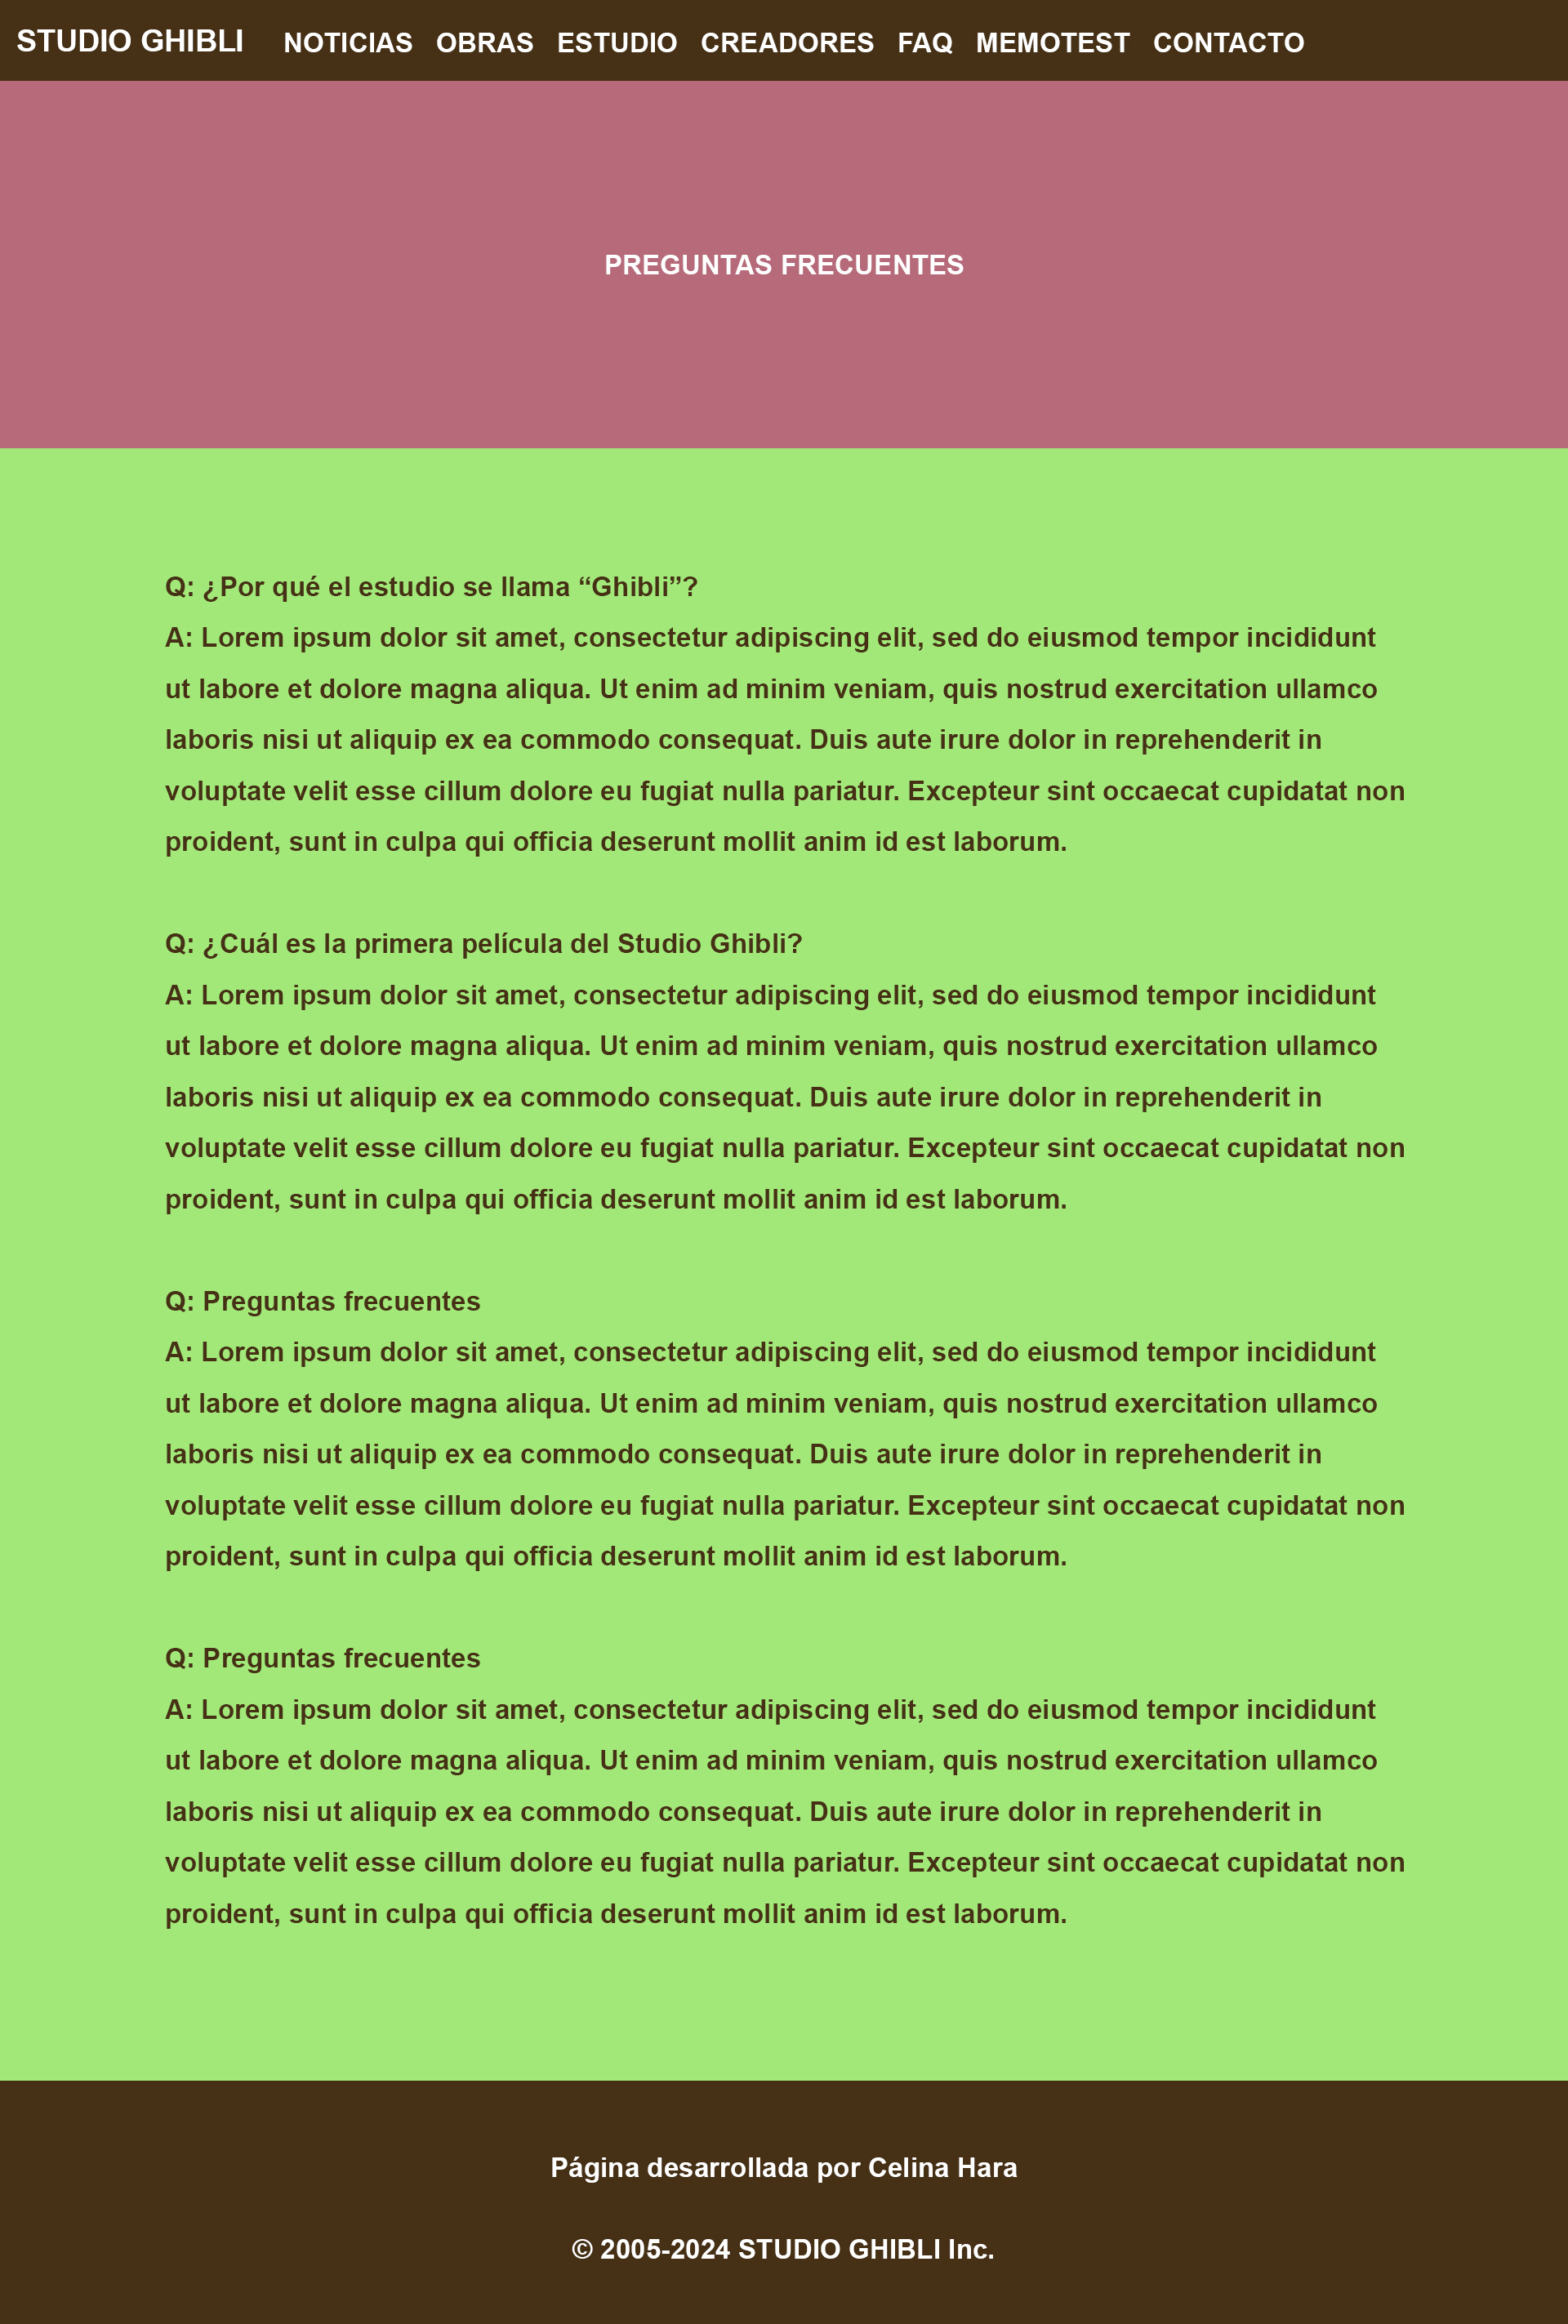 STUDIO GHIBLI NOTICIAS OBRAS ESTUDIO CREADORES FAQ MEMOTEST CONTACTO
PREGUNTAS FRECUENTES
Q: ¿Por qué el estudio se llama “Ghibli”?
A: Lorem ipsum dolor sit amet, consectetur adipiscing elit, sed do eiusmod tempor incididunt
ut labore et dolore magna aliqua. Ut enim ad minim veniam, quis nostrud exercitation ullamco
laboris nisi ut aliquip ex ea commodo consequat. Duis aute irure dolor in reprehenderit in
voluptate velit esse cillum dolore eu fugiat nulla pariatur. Excepteur sint occaecat cupidatat non
proident, sunt in culpa qui officia deserunt mollit anim id est laborum.
Q: ¿Cuál es la primera película del Studio Ghibli?
A: Lorem ipsum dolor sit amet, consectetur adipiscing elit, sed do eiusmod tempor incididunt
ut labore et dolore magna aliqua. Ut enim ad minim veniam, quis nostrud exercitation ullamco
laboris nisi ut aliquip ex ea commodo consequat. Duis aute irure dolor in reprehenderit in
voluptate velit esse cillum dolore eu fugiat nulla pariatur. Excepteur sint occaecat cupidatat non
proident, sunt in culpa qui officia deserunt mollit anim id est laborum.
Q: Preguntas frecuentes
A: Lorem ipsum dolor sit amet, consectetur adipiscing elit, sed do eiusmod tempor incididunt
ut labore et dolore magna aliqua. Ut enim ad minim veniam, quis nostrud exercitation ullamco
laboris nisi ut aliquip ex ea commodo consequat. Duis aute irure dolor in reprehenderit in
voluptate velit esse cillum dolore eu fugiat nulla pariatur. Excepteur sint occaecat cupidatat non
proident, sunt in culpa qui officia deserunt mollit anim id est laborum.
Q: Preguntas frecuentes
A: Lorem ipsum dolor sit amet, consectetur adipiscing elit, sed do eiusmod tempor incididunt
ut labore et dolore magna aliqua. Ut enim ad minim veniam, quis nostrud exercitation ullamco
laboris nisi ut aliquip ex ea commodo consequat. Duis aute irure dolor in reprehenderit in
voluptate velit esse cillum dolore eu fugiat nulla pariatur. Excepteur sint occaecat cupidatat non
proident, sunt in culpa qui officia deserunt mollit anim id est laborum.
Página desarrollada por Celina Hara
© 2005-2024 STUDIO GHIBLI Inc.